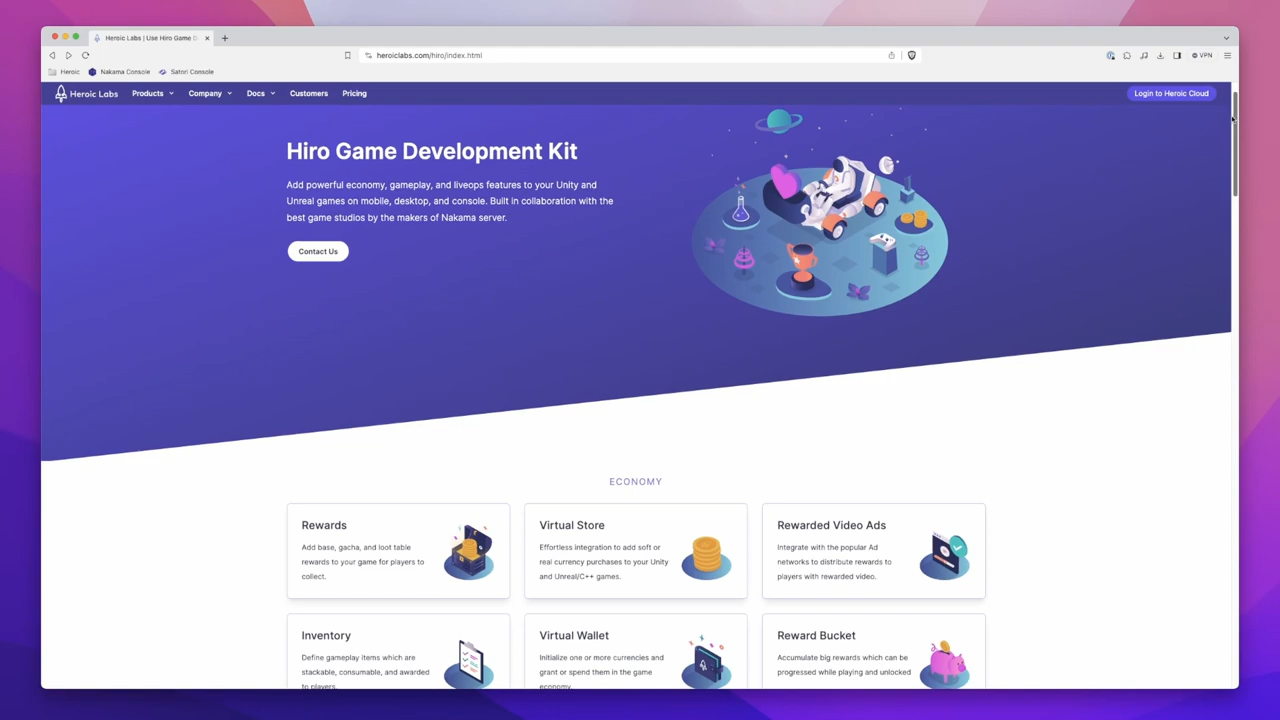 Heroic Labs | Use Hiro Game D
heroiclabs.com/hiro/index.html
VPN
Heroic Nakama Console Satori Console
Heroic Labs Products Company Docs Customers Pricing Login to Heroic Cloud
Hiro Game Development Kit
Add powerful economy, gameplay, and liveops features to your Unity and
Unreal games on mobile, desktop, and console. Built in collaboration with the
best game studios by the makers of Nakama server.
Contact Us
ECONOMY
Rewards
Add base, gacha, and loot table
rewards to your game for players to
collect.
Virtual Store
Effortless integration to add soft or
real currency purchases to your Unity
and Unreal/C++ games.
Rewarded Video Ads
Integrate with the popular Ad
networks to distribute rewards to
players with rewarded video.
Inventory
Define gameplay items which are
stackable, consumable, and awarded
to players.
Virtual Wallet
Initialize one or more currencies and
grant or spend them in the game
economy.
Reward Bucket
Accumulate big rewards which can be
progressed while playing and unlocked